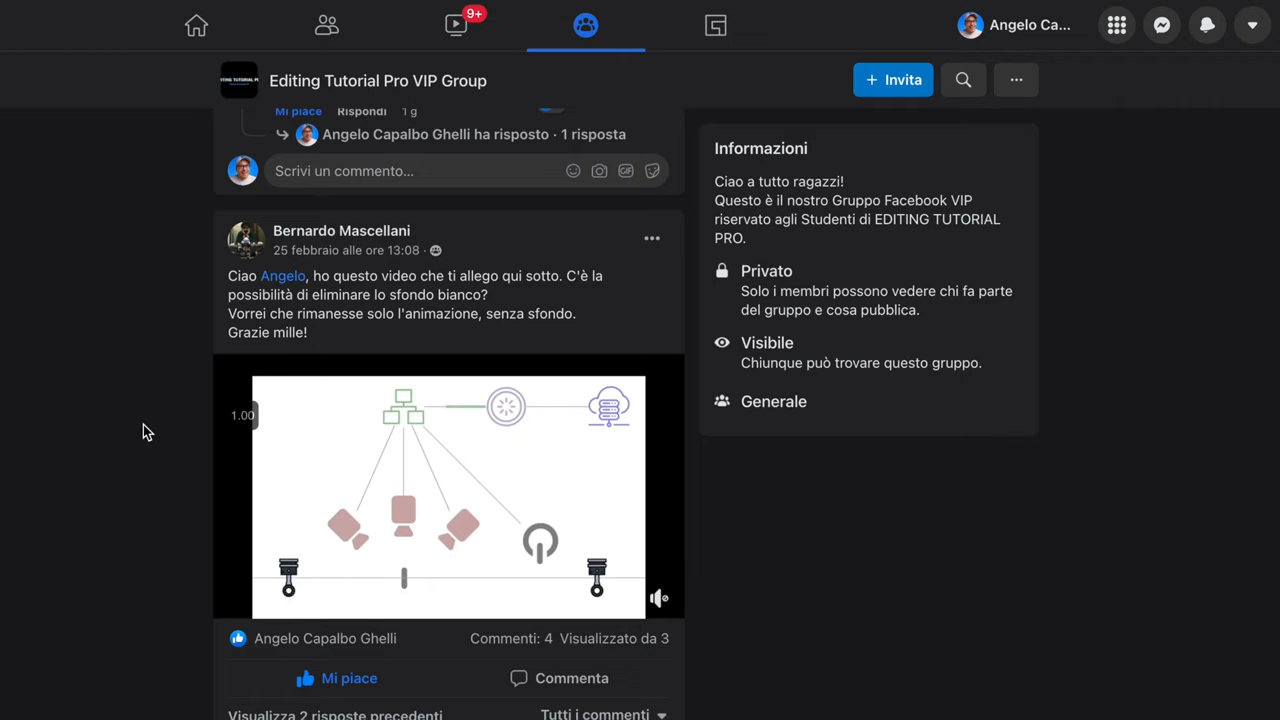 9+
Angelo Ca...
EDITING TUTORIAL P
Editing Tutorial Pro VIP Group
+ Invita
Mi piace Rispondi 1 g
Angelo Capalbo Ghelli ha risposto · 1 risposta
Scrivi un commento...
GIF
Bernardo Mascellani
25 febbraio alle ore 13:08 ·
Ciao Angelo, ho questo video che ti allego qui sotto. C'è la
possibilità di eliminare lo sfondo bianco?
Vorrei che rimanesse solo l'animazione, senza sfondo.
Grazie mille!
1.00
Angelo Capalbo Ghelli
Commenti: 4 Visualizzato da 3
Mi piace
Commenta
Visualizza 2 risposte precedenti
Tutti i commenti
Informazioni
Ciao a tutto ragazzi!
Questo è il nostro Gruppo Facebook VIP
riservato agli Studenti di EDITING TUTORIAL
PRO.
Privato
Solo i membri possono vedere chi fa parte
del gruppo e cosa pubblica.
Visibile
Chiunque può trovare questo gruppo.
Generale